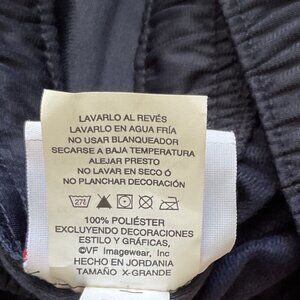 LAVARLO AL REVÉS
LAVARLO EN AGUA FRÍA
NO USAR BLANQUEADOR
SECARSE A BAJA TEMPERATURA
ALEJAR PRESTO
NO LAVAR EN SECO Ó
NO PLANCHAR DECORACIÓN
100% POLIÉSTER
EXCLUYENDO DECORACIONES
ESTILO Y GRÁFICAS,
©VF Imagewear, Inc
HECHO EN JORDANIA
TAMAÑO X-GRANDE